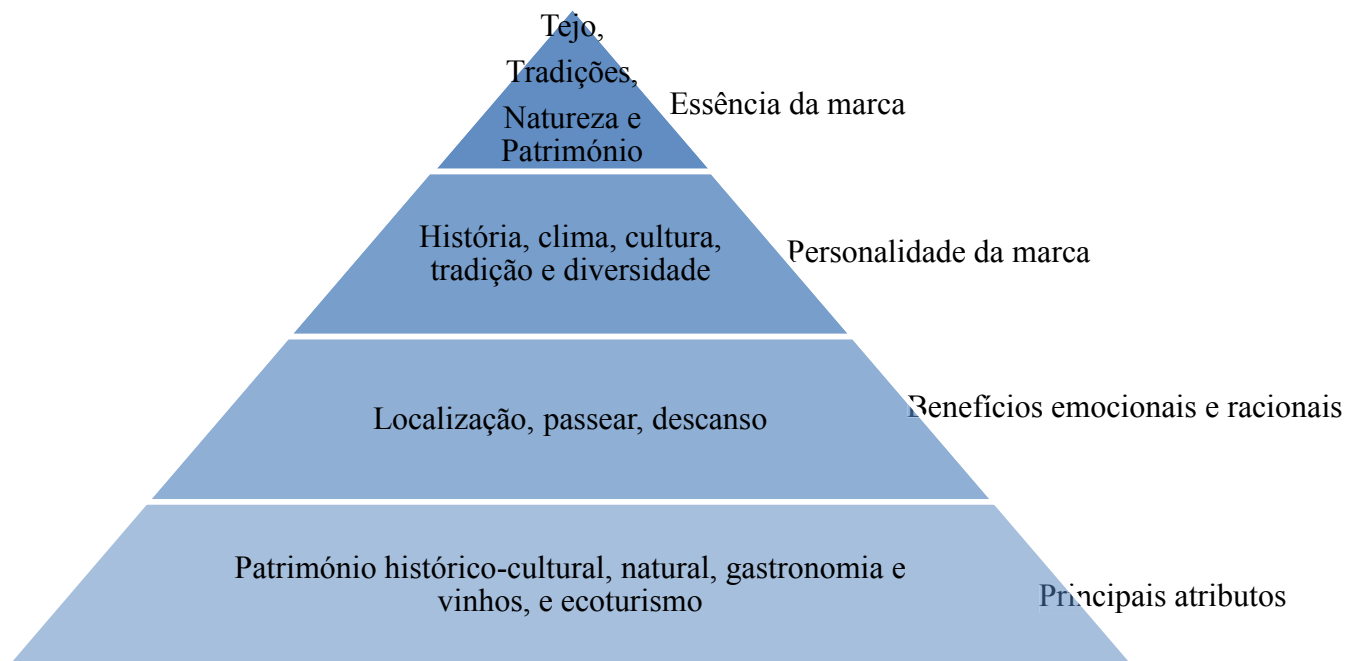 Tejo,
Tradições,
Natureza e
Património
Essência da marca
História, clima, cultura,
tradição e diversidade
Personalidade da marca
Localização, passear, descanso
Benefícios emocionais e racionais
Património histórico-cultural, natural, gastronomia e
vinhos, e ecoturismo
Principais atributos